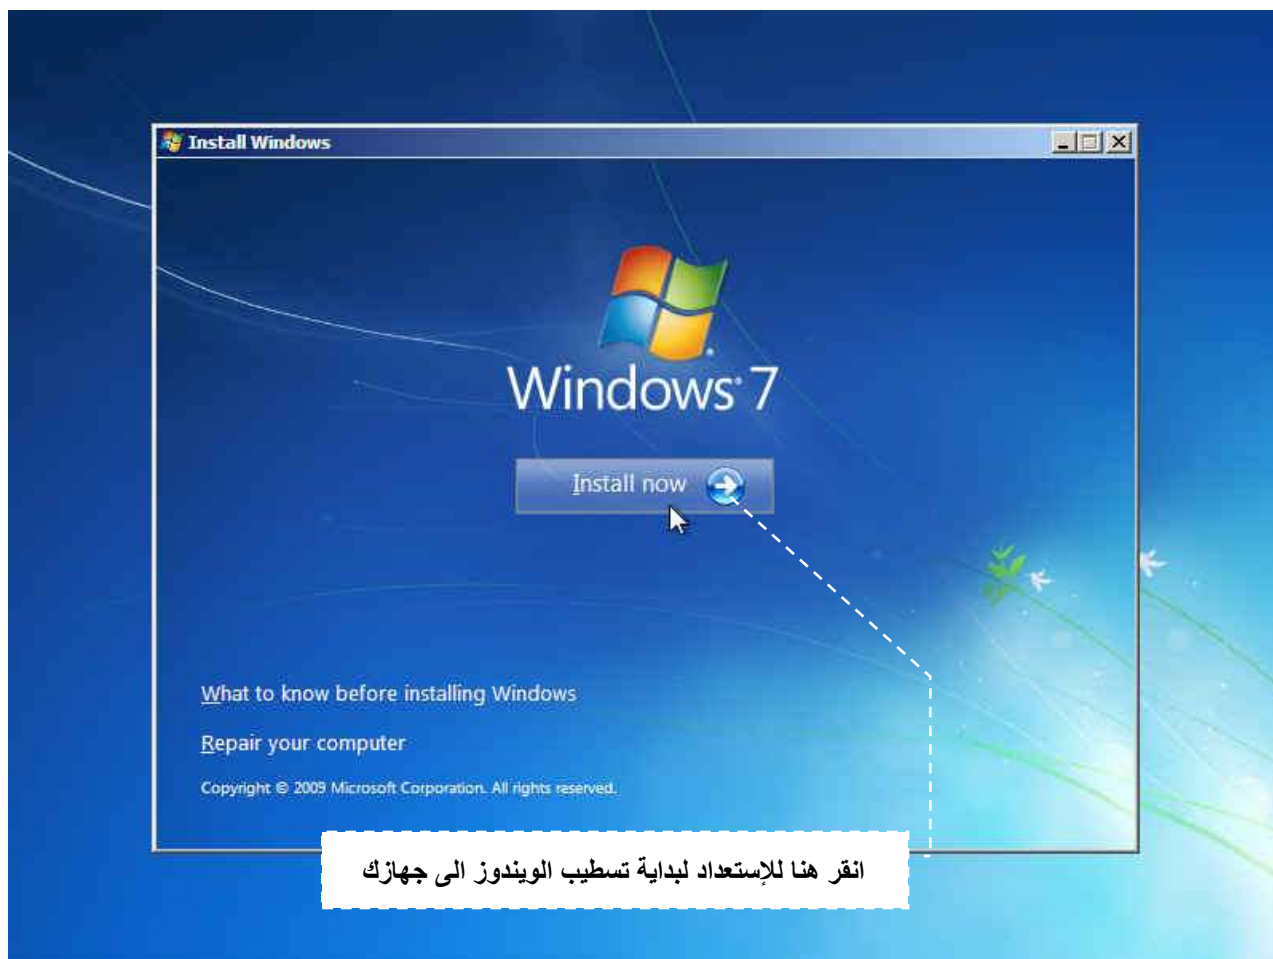 Install Windows
Windows® 7
Install now
What to know before installing Windows
Repair your computer
Copyright © 2009 Microsoft Corporation. All rights reserved.
انقر هنا للإستعداد لبداية تسطيب الويندوز الى جهازك